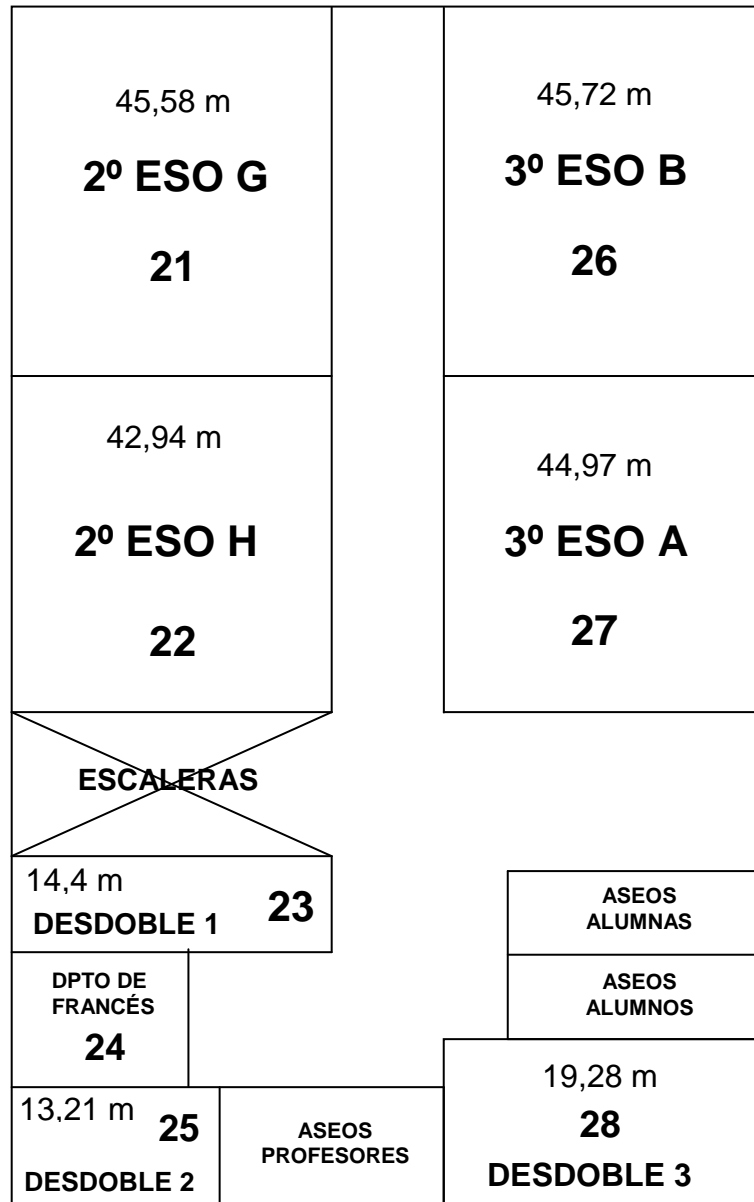 45,58 m
2º ESO G
21
45,72 m
3º ESO B
26
42,94 m
2º ESO H
22
44,97 m
3º ESO A
27
ESCALERAS
14,4 m
23
DESDOBLE 1
ASEOS
ALUMNAS
DPTO DE
FRANCÉS
24
ASEOS
ALUMNOS
13,21 m
25
DESDOBLE 2
ASEOS
PROFESORES
19,28 m
28
DESDOBLE 3